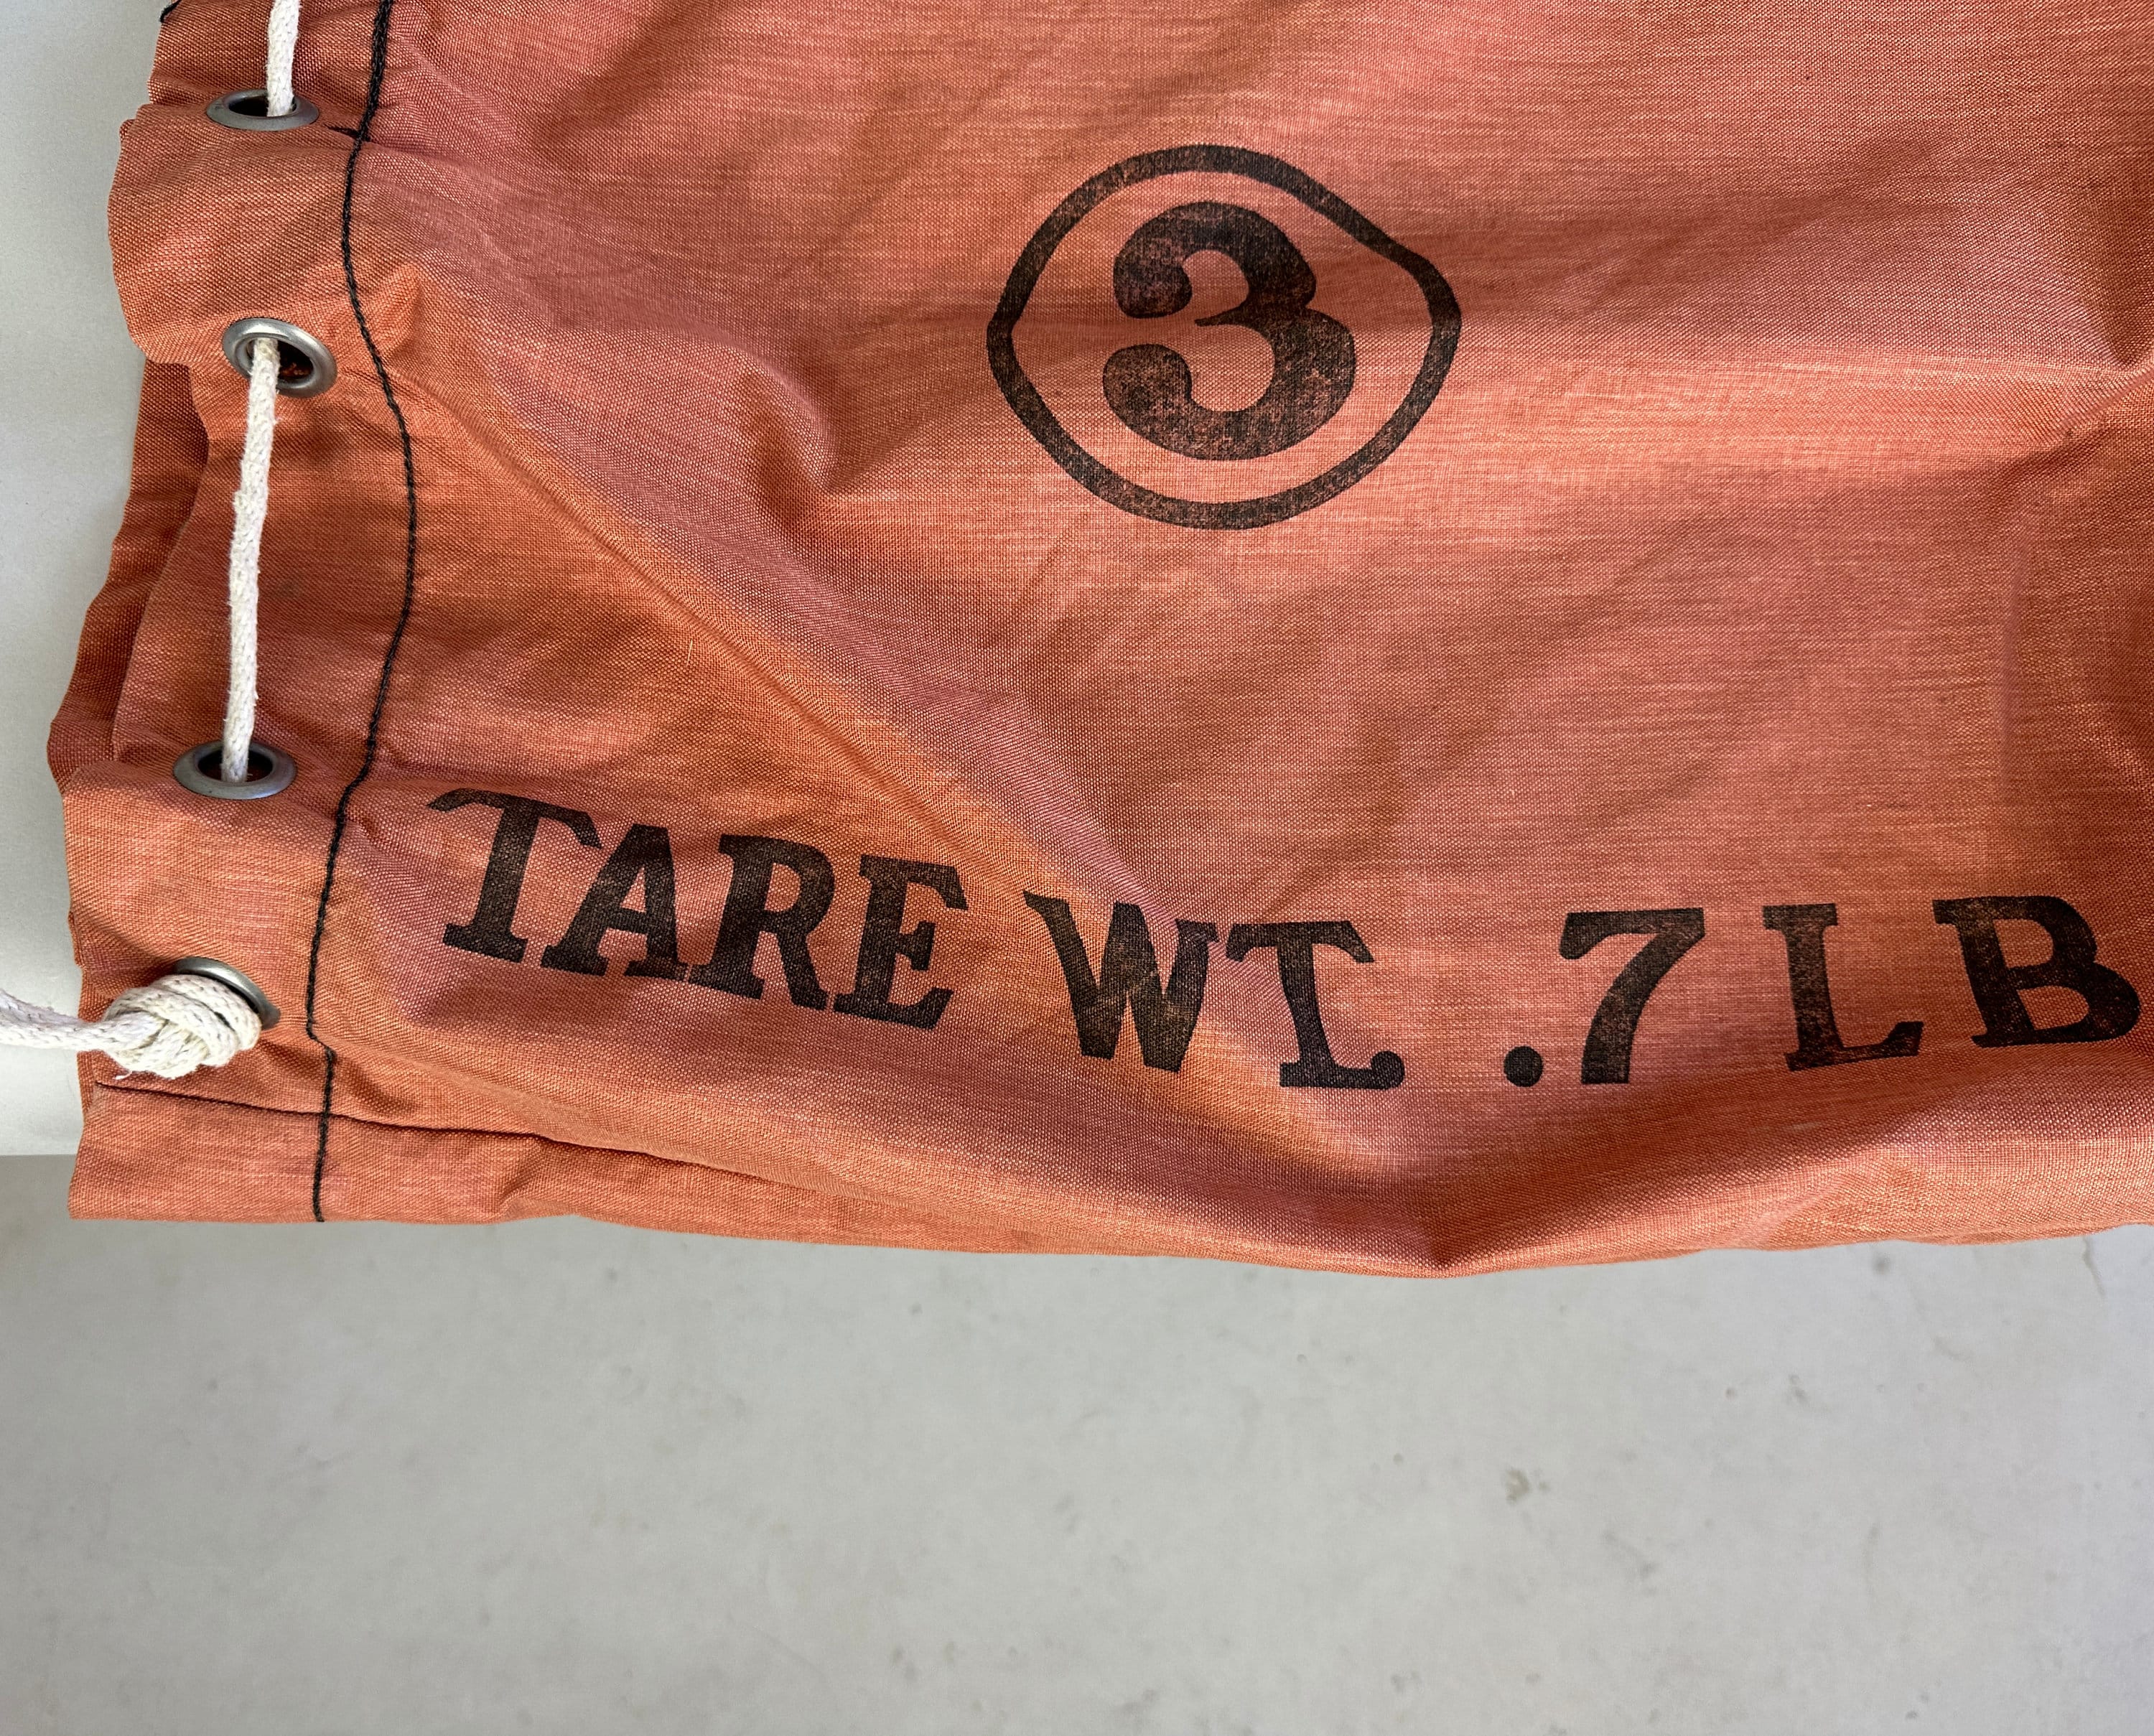 3
TARE WT. .7 LB